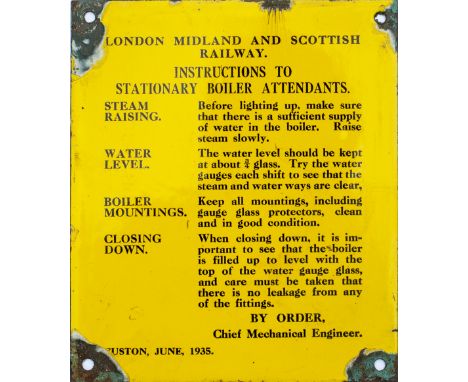 LONDON MIDLAND AND SCOTTISH
RAILWAY.
INSTRUCTIONS TO
STATIONARY BOILER ATTENDANTS.
STEAM RAISING. Before lighting up, make sure
that there is a sufficient supply
of water in the boiler. Raise
steam slowly.
WATER LEVEL. The water level should be kept
at about ¾ glass. Try the water
gauges each shift to see that the
steam and water ways are clear,
BOILER MOUNTINGS. Keep all mountings, including
gauge glass protectors, clean
and in good condition.
CLOSING DOWN. When closing down, it is im-
portant to see that the boiler
is filled up to level with the
top of the water gauge glass,
and care must be taken that
there is no leakage from any
of the fittings.
BY ORDER,
Chief Mechanical Engineer.
EUSTON, JUNE, 1935.